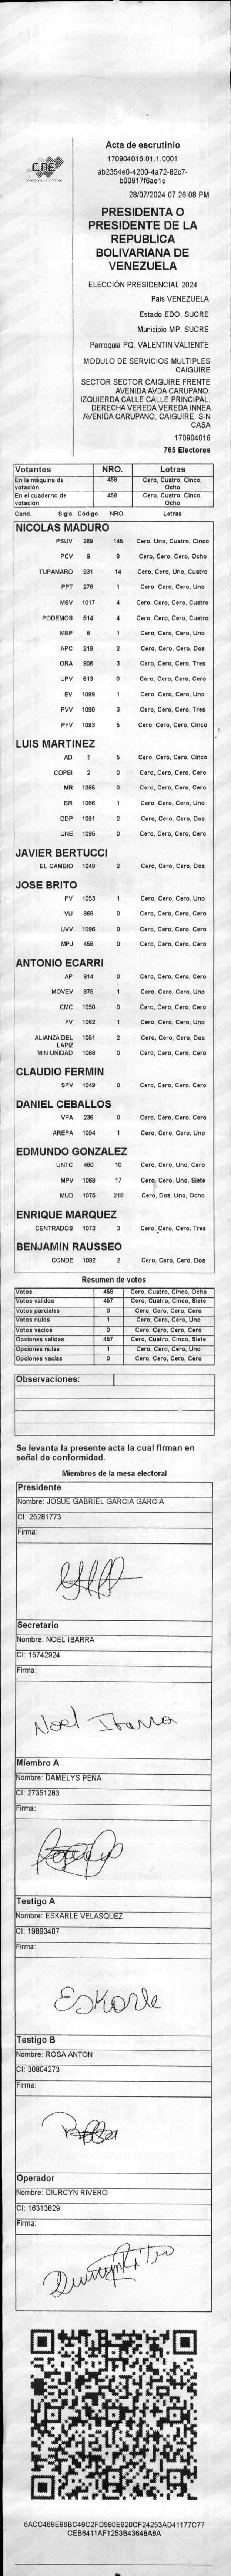 CNE
Acta de escrutinio
170904016.01.1.0001
ab2354e0-4200-4a72-82c7-
b00917f6ae1c
28/07/2024 07:26:08 PM
PRESIDENTA O
PRESIDENTE DE LA
REPUBLICA
BOLIVARIANA DE
VENEZUELA
ELECCIÓN PRESIDENCIAL 2024
País VENEZUELA
Estado EDO. SUCRE
Municipio MP. SUCRE
Parroquia PQ. VALENTIN VALIENTE
MODULO DE SERVICIOS MULTIPLES
CAIGUIRE
SECTOR SECTOR CAIGUIRE FRENTE
AVENIDA AVDA CARUPANO.
IZQUIERDA CALLE CALLE PRINCIPAL.
DERECHA VEREDA VEREDA INNEA
AVENIDA CARUPANO, CAIGUIRE, S-N
CASA
170904016
765 Electores
Votantes NRO. Letras
En la máquina de votación 458 Cero, Cuatro, Cinco, Ocho
En el cuaderno de votación 458 Cero, Cuatro, Cinco, Ocho
Cand. Sigla Código NRO. Letras
NICOLAS MADURO
PSUV 269 145 Cero, Uno, Cuatro, Cinco
PCV 9 8 Cero, Cero, Cero, Ocho
TUPAMARO 931 14 Cero, Cero, Uno, Cuatro
PPT 276 1 Cero, Cero, Cero, Uno
MSV 1017 4 Cero, Cero, Cero, Cuatro
PODEMOS 514 4 Cero, Cero, Cero, Cuatro
MEP 6 1 Cero, Cero, Cero, Uno
APC 219 2 Cero, Cero, Cero, Dos
ORA 906 3 Cero, Cero, Cero, Tres
UPV 513 0 Cero, Cero, Cero, Cero
EV 1089 1 Cero, Cero, Cero, Uno
PVV 1090 3 Cero, Cero, Cero, Tres
PFV 1093 5 Cero, Cero, Cero, Cinco
LUIS MARTINEZ
AD 1 5 Cero, Cero, Cero, Cinco
COPEI 2 0 Cero, Cero, Cero, Cero
MR 1065 0 Cero, Cero, Cero, Cero
BR 1066 1 Cero, Cero, Cero, Uno
DDP 1091 2 Cero, Cero, Cero, Dos
UNE 1096 0 Cero, Cero, Cero, Cero
JAVIER BERTUCCI
EL CAMBIO 1049 2 Cero, Cero, Cero, Dos
JOSE BRITO
PV 1053 1 Cero, Cero, Cero, Uno
VU 868 0 Cero, Cero, Cero, Cero
UVV 1098 0 Cero, Cero, Cero, Cero
MPJ 458 0 Cero, Cero, Cero, Cero
ANTONIO ECARRI
AP 814 0 Cero, Cero, Cero, Cero
MOVEV 878 1 Cero, Cero, Cero, Uno
CMC 1050 0 Cero, Cero, Cero, Cero
FV 1062 1 Cero, Cero, Cero, Uno
ALIANZA DEL LAPIZ 1051 2 Cero, Cero, Cero, Dos
MIN UNIDAD 1068 0 Cero, Cero, Cero, Cero
CLAUDIO FERMIN
SPV 1049 0 Cero, Cero, Cero, Cero
DANIEL CEBALLOS
VPA 236 0 Cero, Cero, Cero, Cero
AREPA 1094 1 Cero, Cero, Cero, Uno
EDMUNDO GONZALEZ
UNTC 460 10 Cero, Cero, Uno, Cero
MPV 1069 17 Cero, Cero, Uno, Siete
MUD 1075 218 Cero, Dos, Uno, Ocho
ENRIQUE MARQUEZ
CENTRADOS 1073 3 Cero, Cero, Cero, Tres
BENJAMIN RAUSSEO
CONDE 1092 2 Cero, Cero, Cero, Dos
Resumen de votos
Votos 458 Cero, Cuatro, Cinco, Ocho
Votos validos 457 Cero, Cuatro, Cinco, Siete
Votos parciales 0 Cero, Cero, Cero, Cero
Votos nulos 1 Cero, Cero, Cero, Uno
Votos vacíos 0 Cero, Cero, Cero, Cero
Opciones validas 457 Cero, Cuatro, Cinco, Siete
Opciones nulas 1 Cero, Cero, Cero, Uno
Opciones vacías 0 Cero, Cero, Cero, Cero
Observaciones:
Se levanta la presente acta la cual firman en
señal de conformidad.
Miembros de la mesa electoral
Presidente
Nombre: JOSUE GABRIEL GARCIA GARCIA
CI: 25281773
Firma:
Secretario
Nombre: NOEL IBARRA
CI: 15742924
Firma:
Noel Ibarra
Miembro A
Nombre: DAMELYS PEÑA
CI: 27351283
Firma:
Testigo A
Nombre: ESKARLE VELASQUEZ
CI: 19893407
Firma:
Eskarle
Testigo B
Nombre: ROSA ANTON
CI: 30804273
Firma:
Operador
Nombre: DIURCYN RIVERO
CI: 16313829
Firma:
6ACC469E96BC49C2FD590E920CF24253AD41177C77
CEB6411AF1253B43648A8A